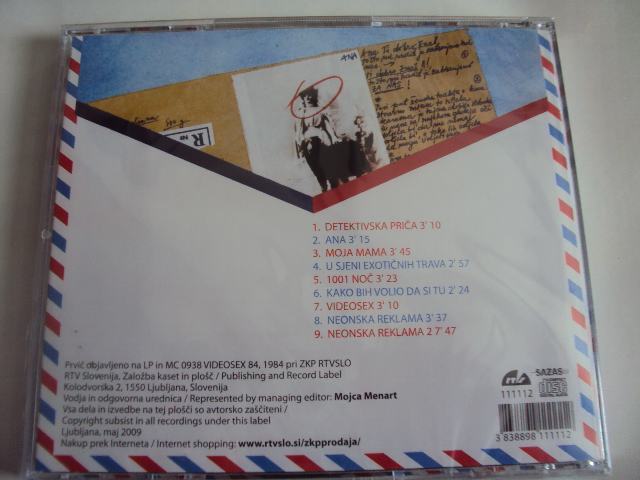 ANA
R
1. DETEKTIVSKA PRIČA 3' 10
2. ANA 3' 15
3. MOJA MAMA 3' 45
4. U SJENI EXOTIČNIH TRAVA 2' 57
5. 1001 NOČ 3' 23
6. KAKO BIH VOLIO DA SI TU 2' 24
7. VIDEOSEX 3' 10
8. NEONSKA REKLAMA 3' 37
9. NEONSKA REKLAMA 2 7' 47
Prvič objavljeno na LP in MC 0938 VIDEOSEX 84, 1984 pri ZKP RTVSLO
RTV Slovenija, Založba kaset in plošč / Publishing and Record Label
Kolodvorska 2, 1550 Ljubljana, Slovenija
Vodja in odgovorna urednica / Represented by managing editor: Mojca Menart
Vsa dela in izvedbe na tej plošči so avtorsko zaščiteni /
Copyright subsist in all recordings under this label
Ljubljana, maj 2009
Nakup prek Interneta / Internet shopping: www.rtvslo.si/zkpprodaja/
rtvs
SAZAS
111112
3 838898 111112